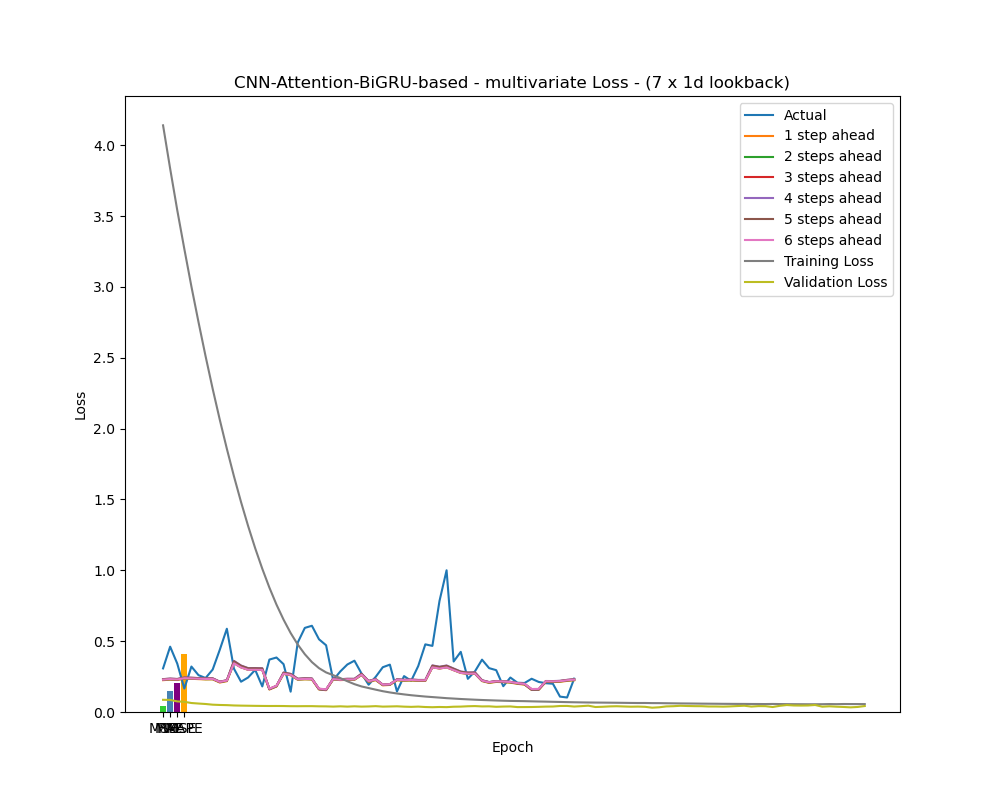 CNN-Attention-BiGRU-based - multivariate Loss - (7 x 1d lookback)
Actual
1 step ahead
2 steps ahead
3 steps ahead
4 steps ahead
5 steps ahead
6 steps ahead
Training Loss
Validation Loss
4.0
3.5
3.0
2.5
2.0
1.5
1.0
0.5
0.0
Loss
Epoch